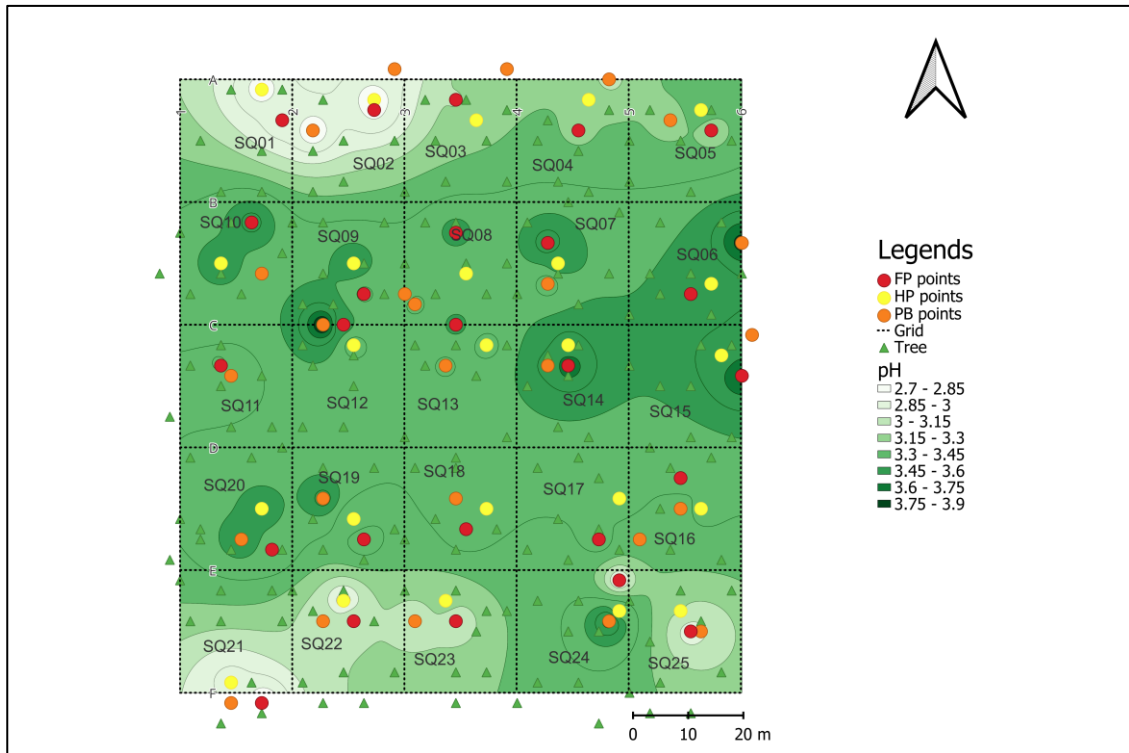 A
1 2 3 4 5 6
SQ01 SQ02 SQ03 SQ04 SQ05
B
SQ10 SQ09 SQ08 SQ07 SQ06
C
SQ11 SQ12 SQ13 SQ14 SQ15
D
SQ20 SQ19 SQ18 SQ17 SQ16
E
SQ21 SQ22 SQ23 SQ24 SQ25
F
Legends
FP points
HP points
PB points
Grid
Tree
pH
2.7 - 2.85
2.85 - 3
3 - 3.15
3.15 - 3.3
3.3 - 3.45
3.45 - 3.6
3.6 - 3.75
3.75 - 3.9
0 10 20 m